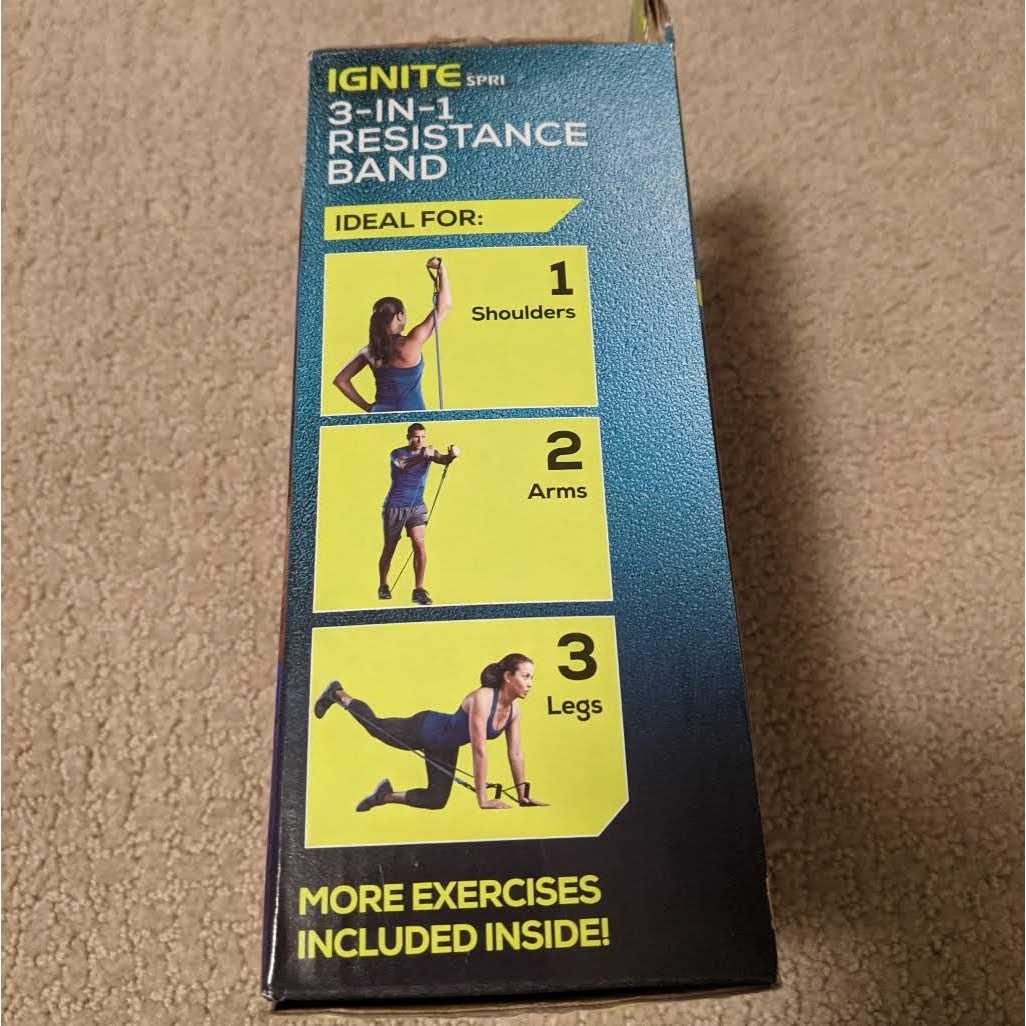 IGNITE SPRI
3-IN-1
RESISTANCE
BAND
IDEAL FOR:
1
Shoulders
2
Arms
3
Legs
MORE EXERCISES
INCLUDED INSIDE!